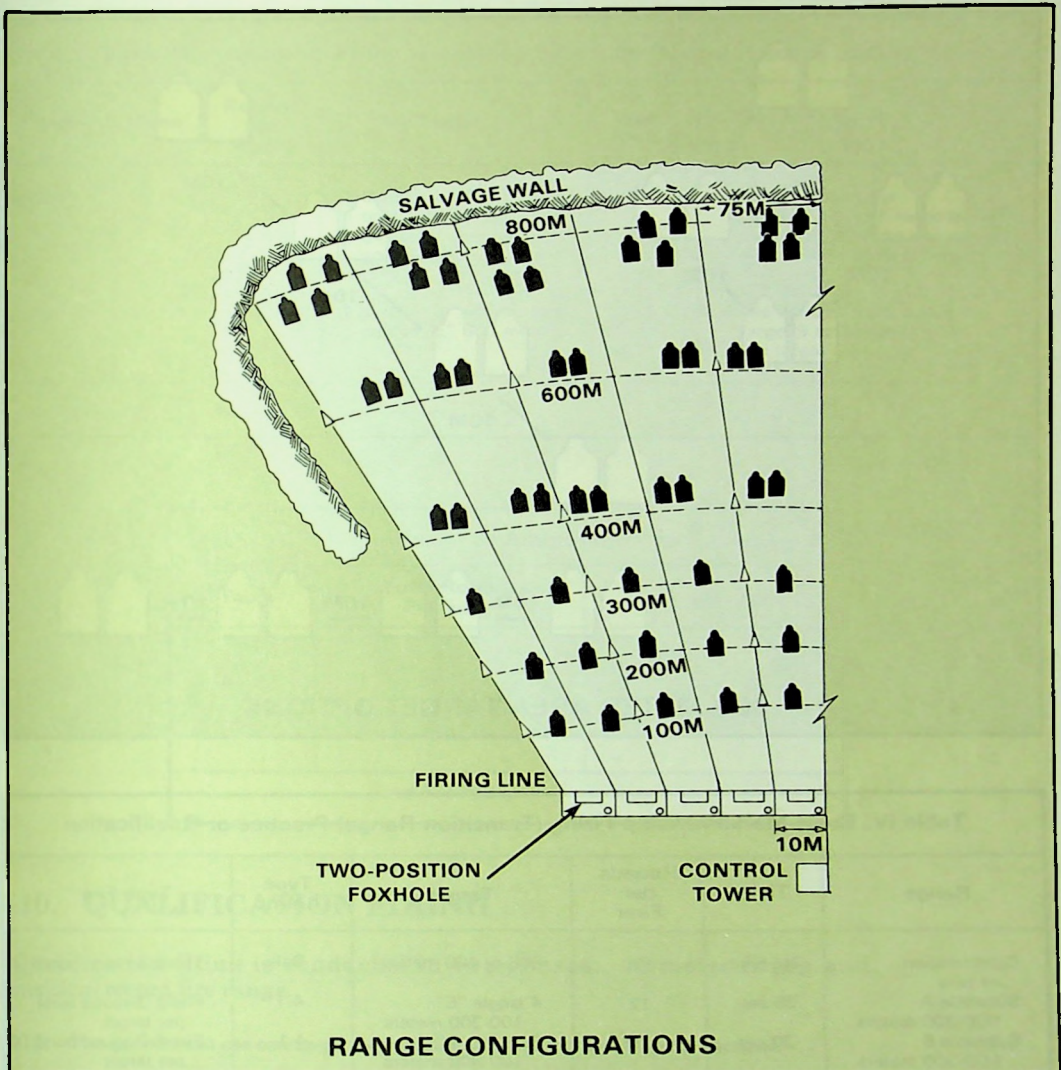 SALVAGE WALL
75M
800M
600M
400M
300M
200M
100M
FIRING LINE
10M
TWO-POSITION
FOXHOLE
CONTROL
TOWER
RANGE CONFIGURATIONS